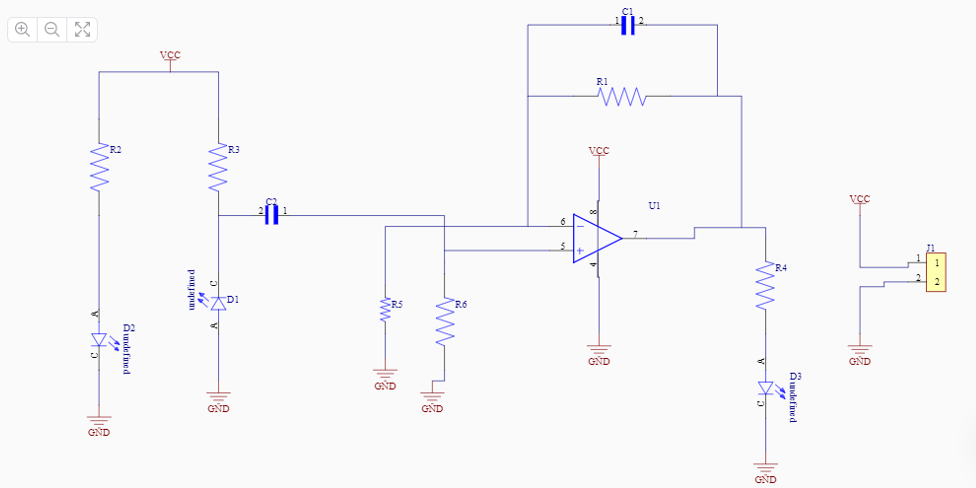 C1
1 2
R1
VCC
R2
R3
VCC
U1
C2
2 1
6
8
7
5
4
VCC
J1
1 1
2 2
R4
undefined
C
D1
A
R5
R6
A
D2
undefined
C
GND
GND
GND
GND
GND
A
D3
undefined
C
GND
GND